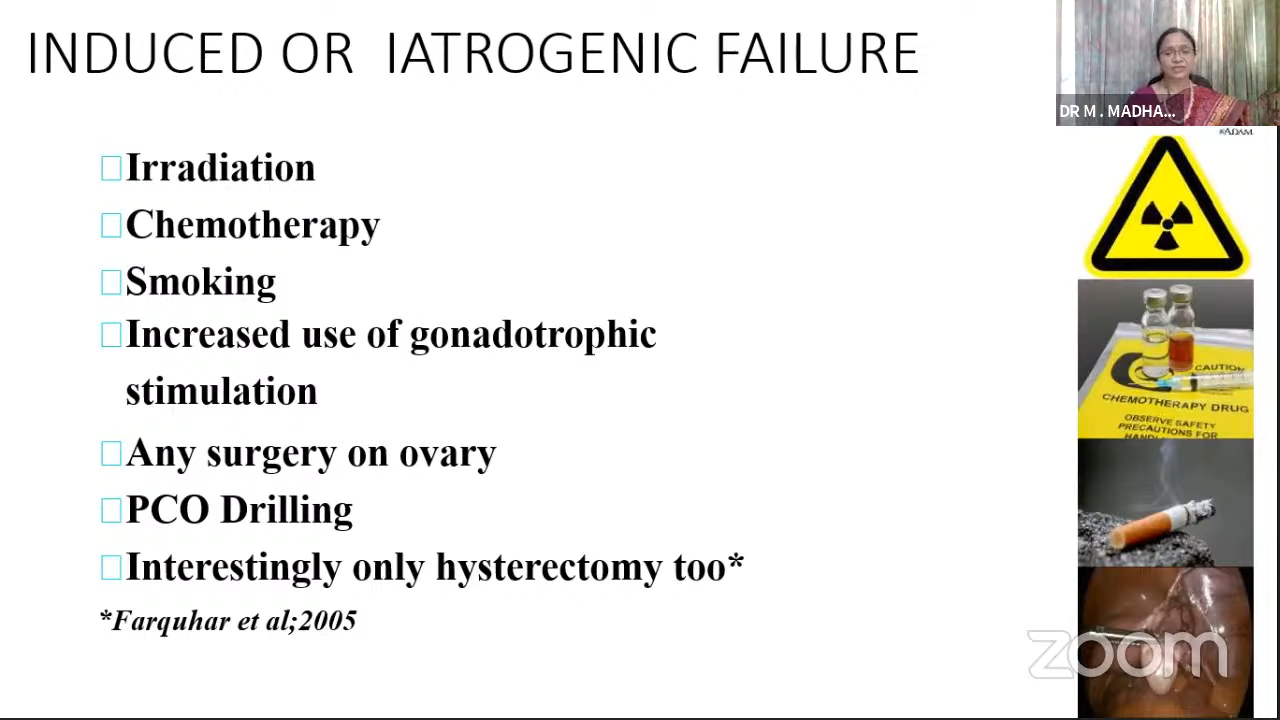 INDUCED OR IATROGENIC FAILURE
DR M . MADHA...
ADAM
Irradiation
Chemotherapy
Smoking
Increased use of gonadotrophic
stimulation
Any surgery on ovary
PCO Drilling
Interestingly only hysterectomy too*
*Farquhar et al;2005
CAUTION
CHEMOTHERAPY DRUG
OBSERVE SAFETY
PRECAUTIONS FOR
zoom